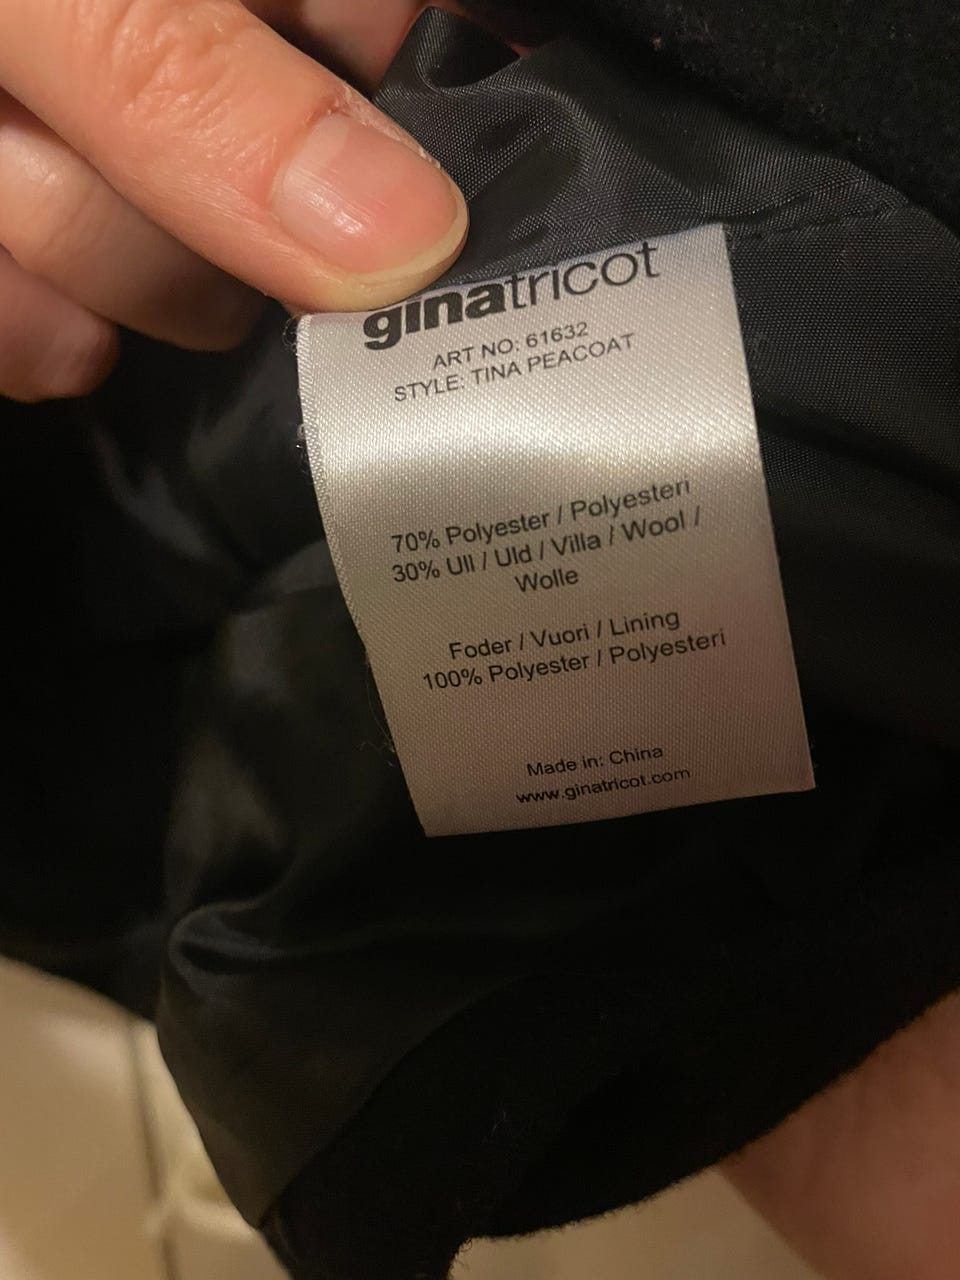 ginatricot
ART NO: 61632
STYLE: TINA PEACOAT
70% Polyester / Polyesteri
30% Ull / Uld / Villa / Wool /
Wolle
Foder / Vuori / Lining
100% Polyester / Polyesteri
Made in: China
www.ginatricot.com